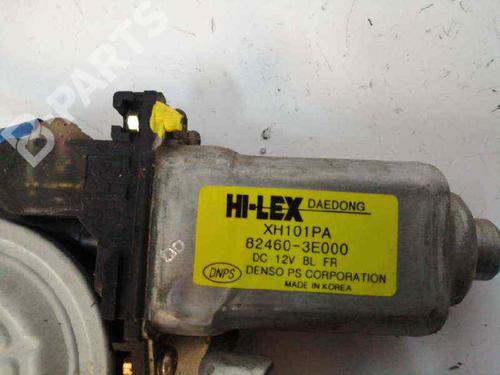 B-PARTS
HI-LEX DAEDONG
XH101PA
82460-3E000
DC 12V BL FR
DNPS DENSO PS CORPORATION
MADE IN KOREA